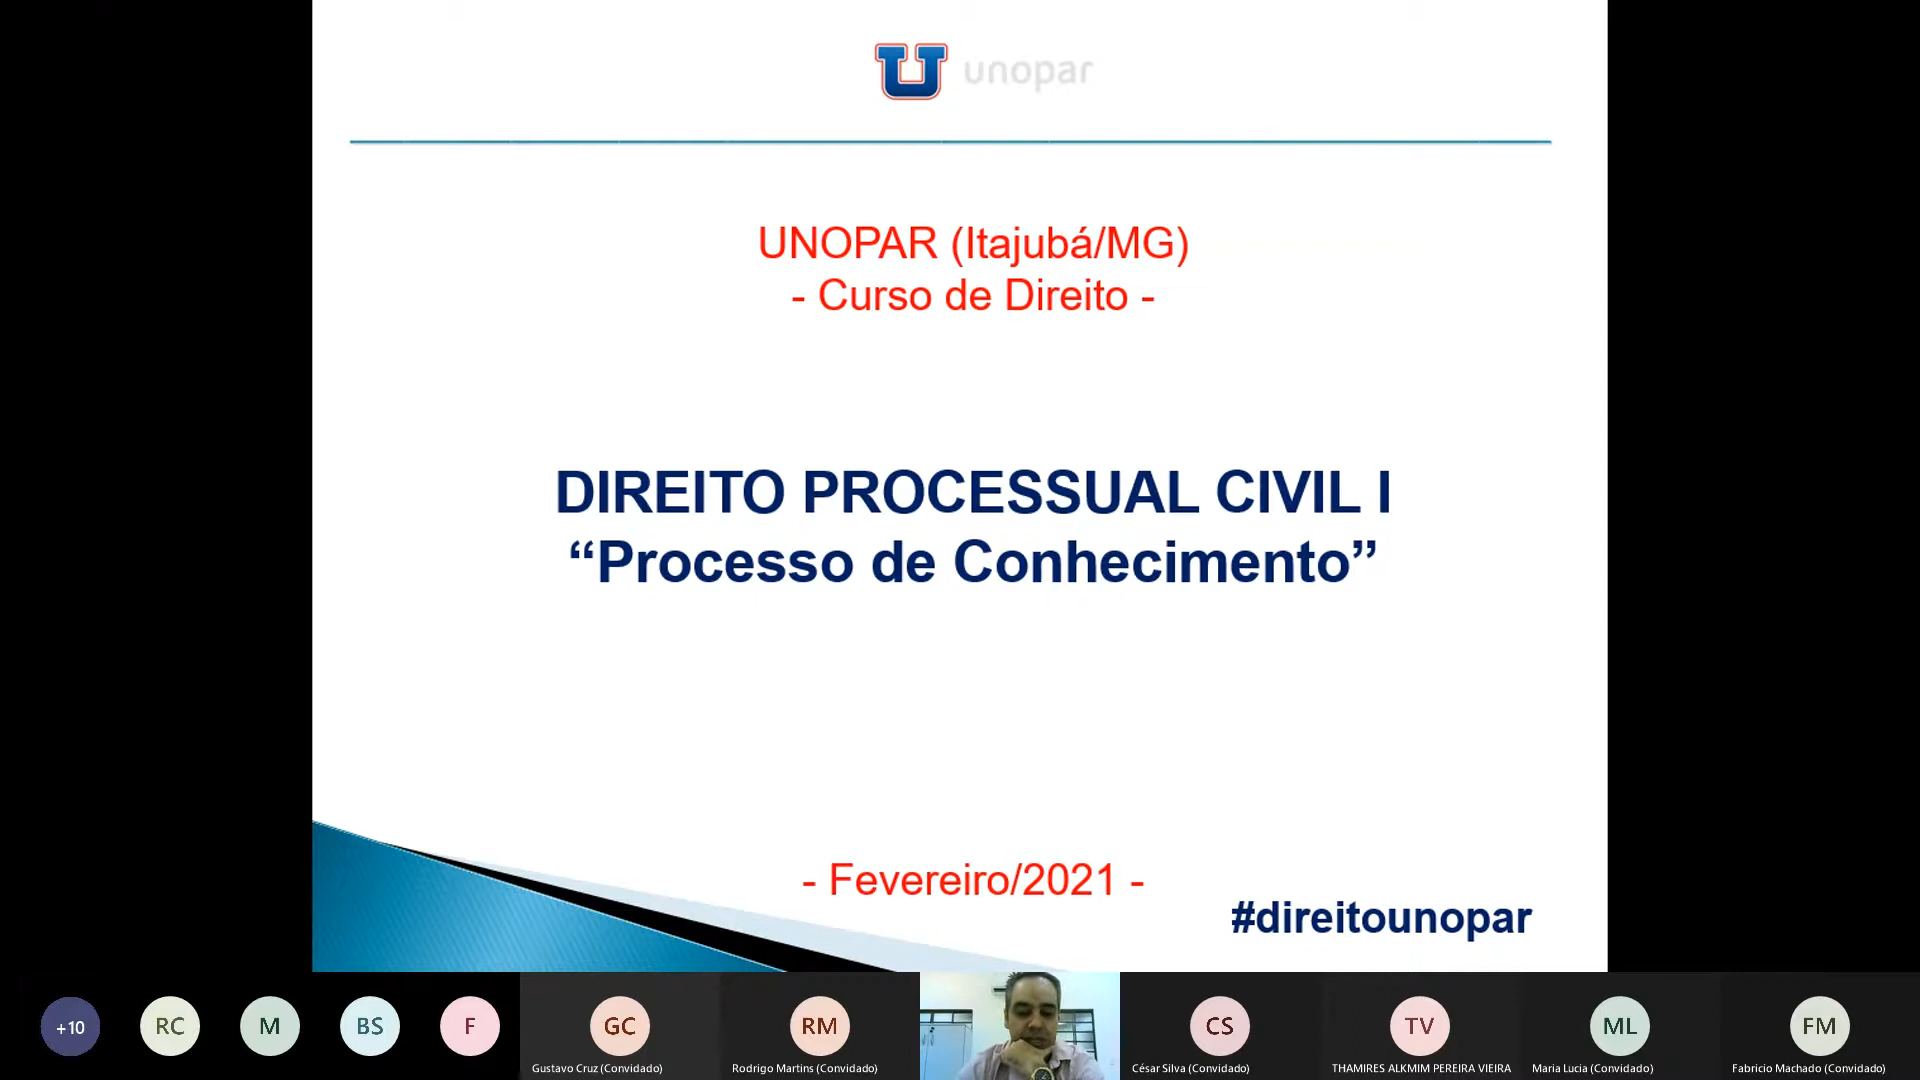 unopar
UNOPAR (Itajubá/MG)
- Curso de Direito -
DIREITO PROCESSUAL CIVIL I
“Processo de Conhecimento”
- Fevereiro/2021 -
#direitounopar
+10
RC
M
BS
F
GC
Gustavo Cruz (Convidado)
RM
Rodrigo Martins (Convidado)
CS
César Silva (Convidado)
TV
THAMIRES ALKMIM PEREIRA VIEIRA
ML
Maria Lucia (Convidado)
FM
Fabricio Machado (Convidado)